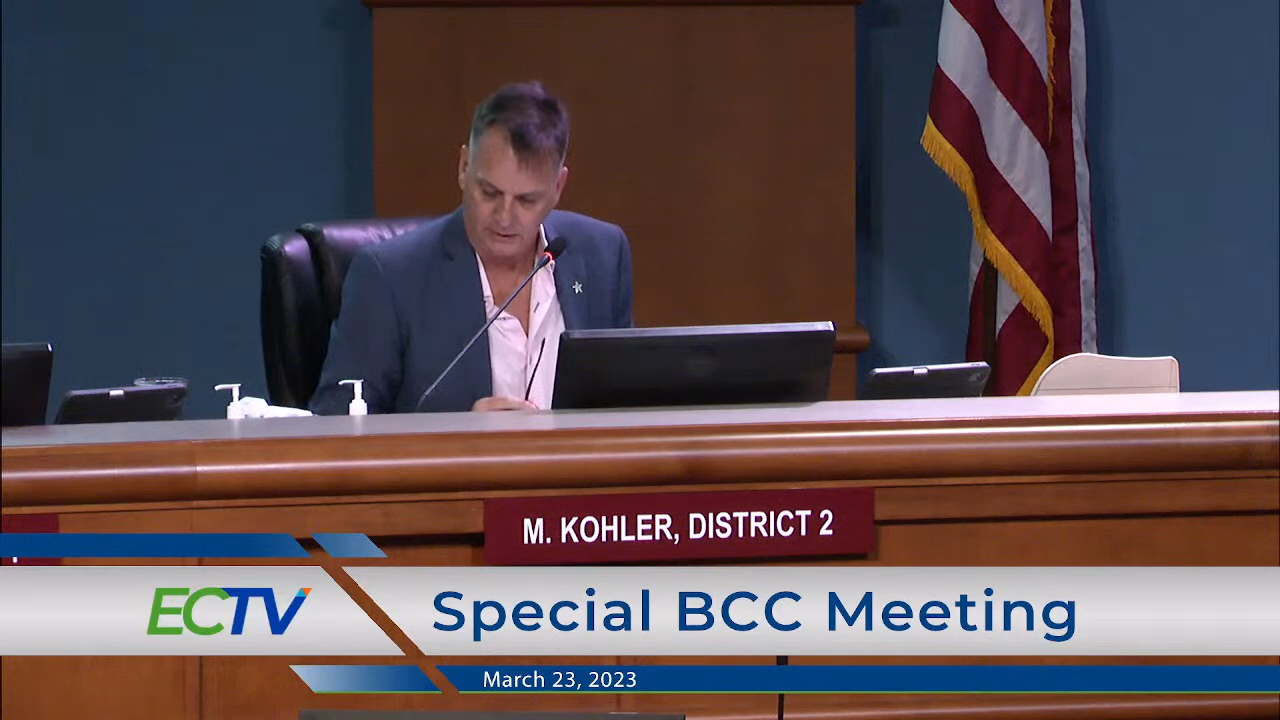 M. KOHLER, DISTRICT 2
ECTV
Special BCC Meeting
March 23, 2023